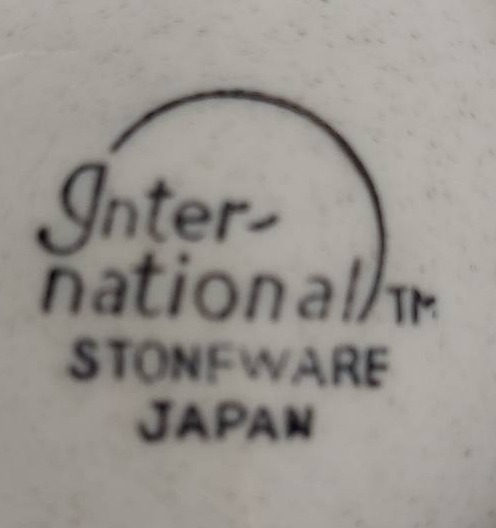 Inter-
national TM
STONEWARE
JAPAN